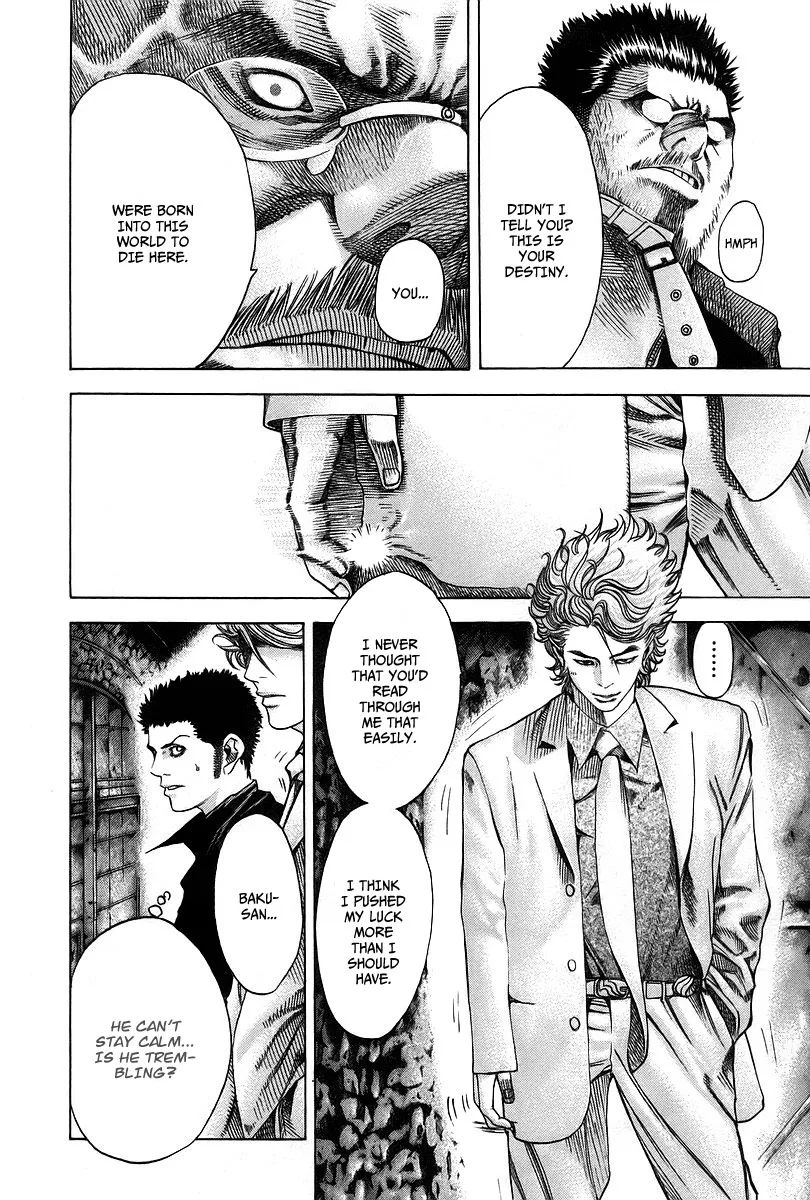 DIDN'T I
TELL YOU?
THIS IS
YOUR
DESTINY.
HMPH
YOU...
WERE BORN
INTO THIS
WORLD TO
DIE HERE.
......
I NEVER
THOUGHT
THAT YOU'D
READ
THROUGH
ME THAT
EASILY.
I THINK
I PUSHED
MY LUCK
MORE
THAN I
SHOULD
HAVE.
BAKU-
SAN...
HE CAN'T
STAY CALM...
IS HE TREM-
BLING?